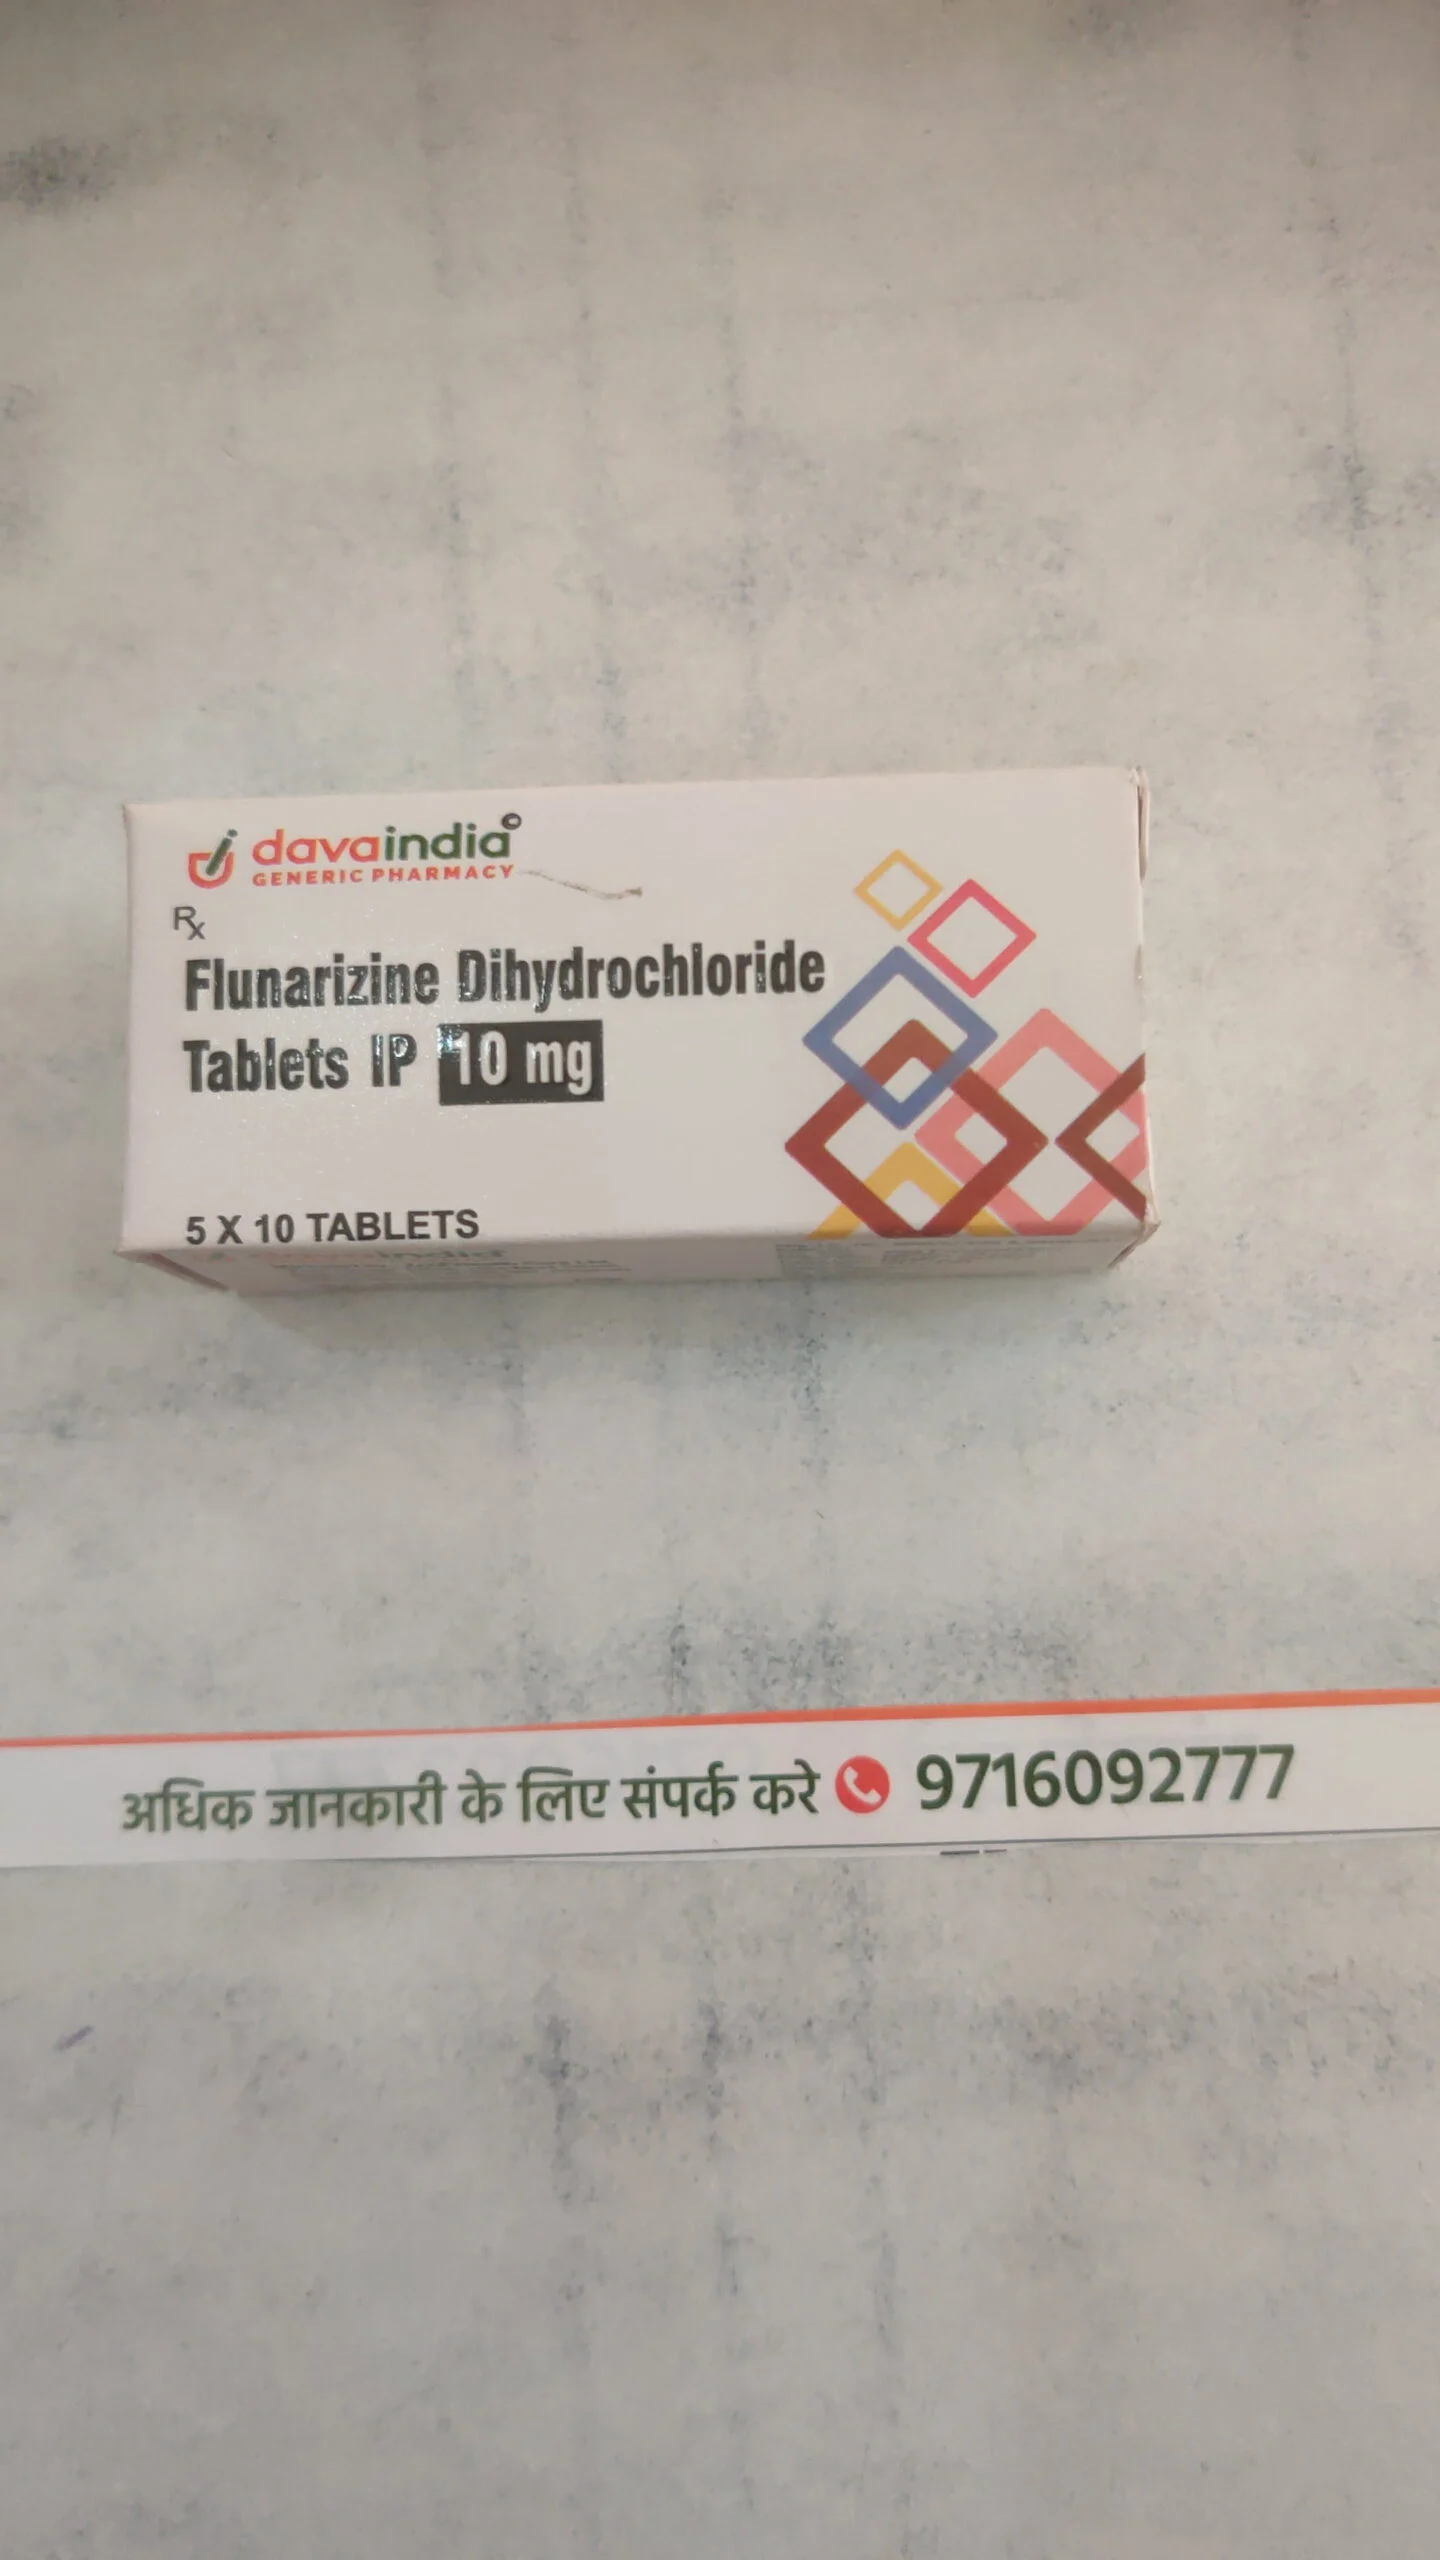 davaindia
GENERIC PHARMACY
Rx
Flunarizine Dihydrochloride
Tablets IP 10 mg
5 X 10 TABLETS
अधिक जानकारी के लिए संपर्क करे 9716092777